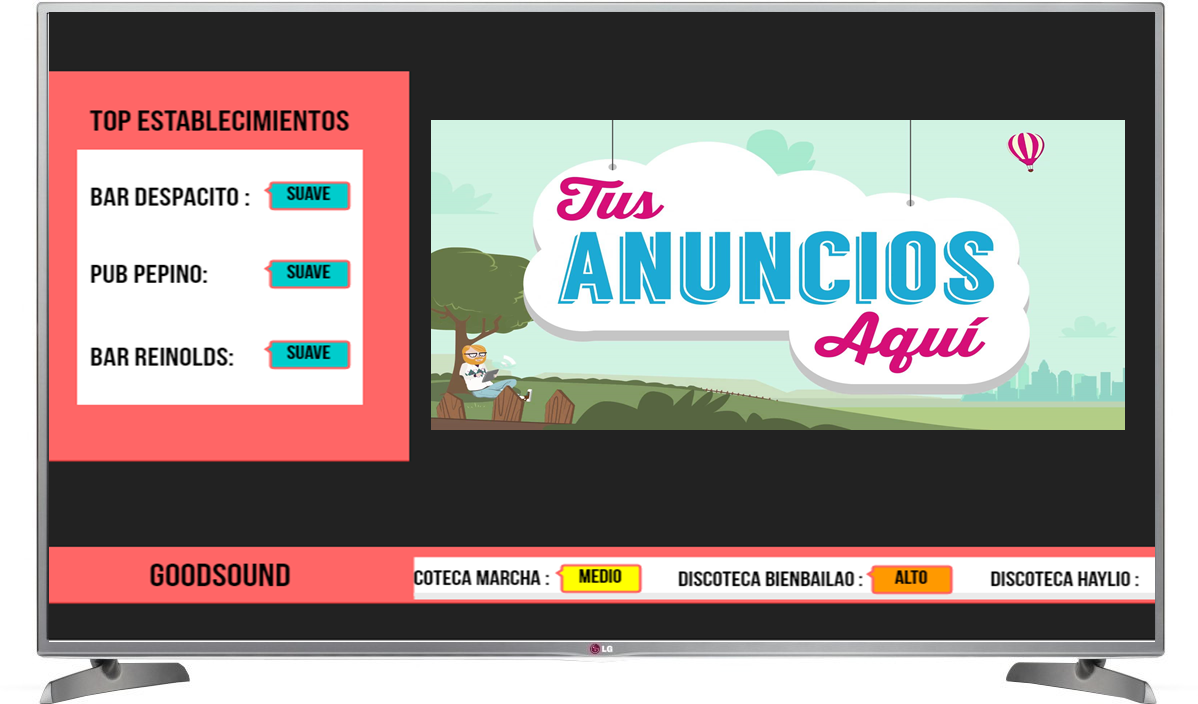 TOP ESTABLECIMIENTOS
BAR DESPACITO : SUAVE
PUB PEPINO: SUAVE
BAR REINOLDS: SUAVE
Tus
ANUNCIOS
Aquí
GOODSOUND
COTECA MARCHA : MEDIO DISCOTECA BIENBAILAO : ALTO DISCOTECA HAYLIO :
LG